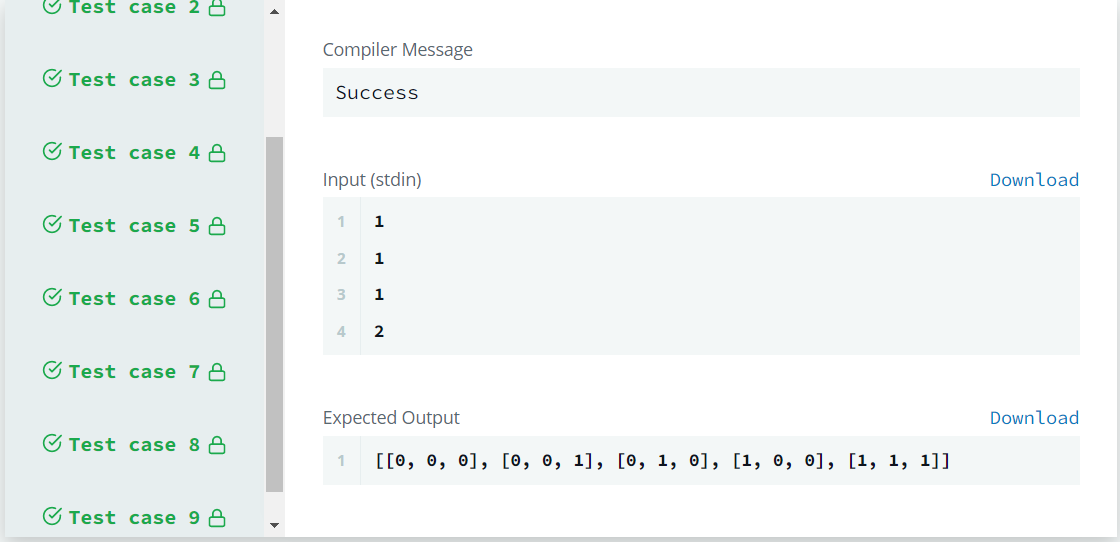 Test case 2
Test case 3
Test case 4
Test case 5
Test case 6
Test case 7
Test case 8
Test case 9
Compiler Message
Success
Input (stdin)
Download
1 1
2 1
3 1
4 2
Expected Output
Download
1 [[0, 0, 0], [0, 0, 1], [0, 1, 0], [1, 0, 0], [1, 1, 1]]